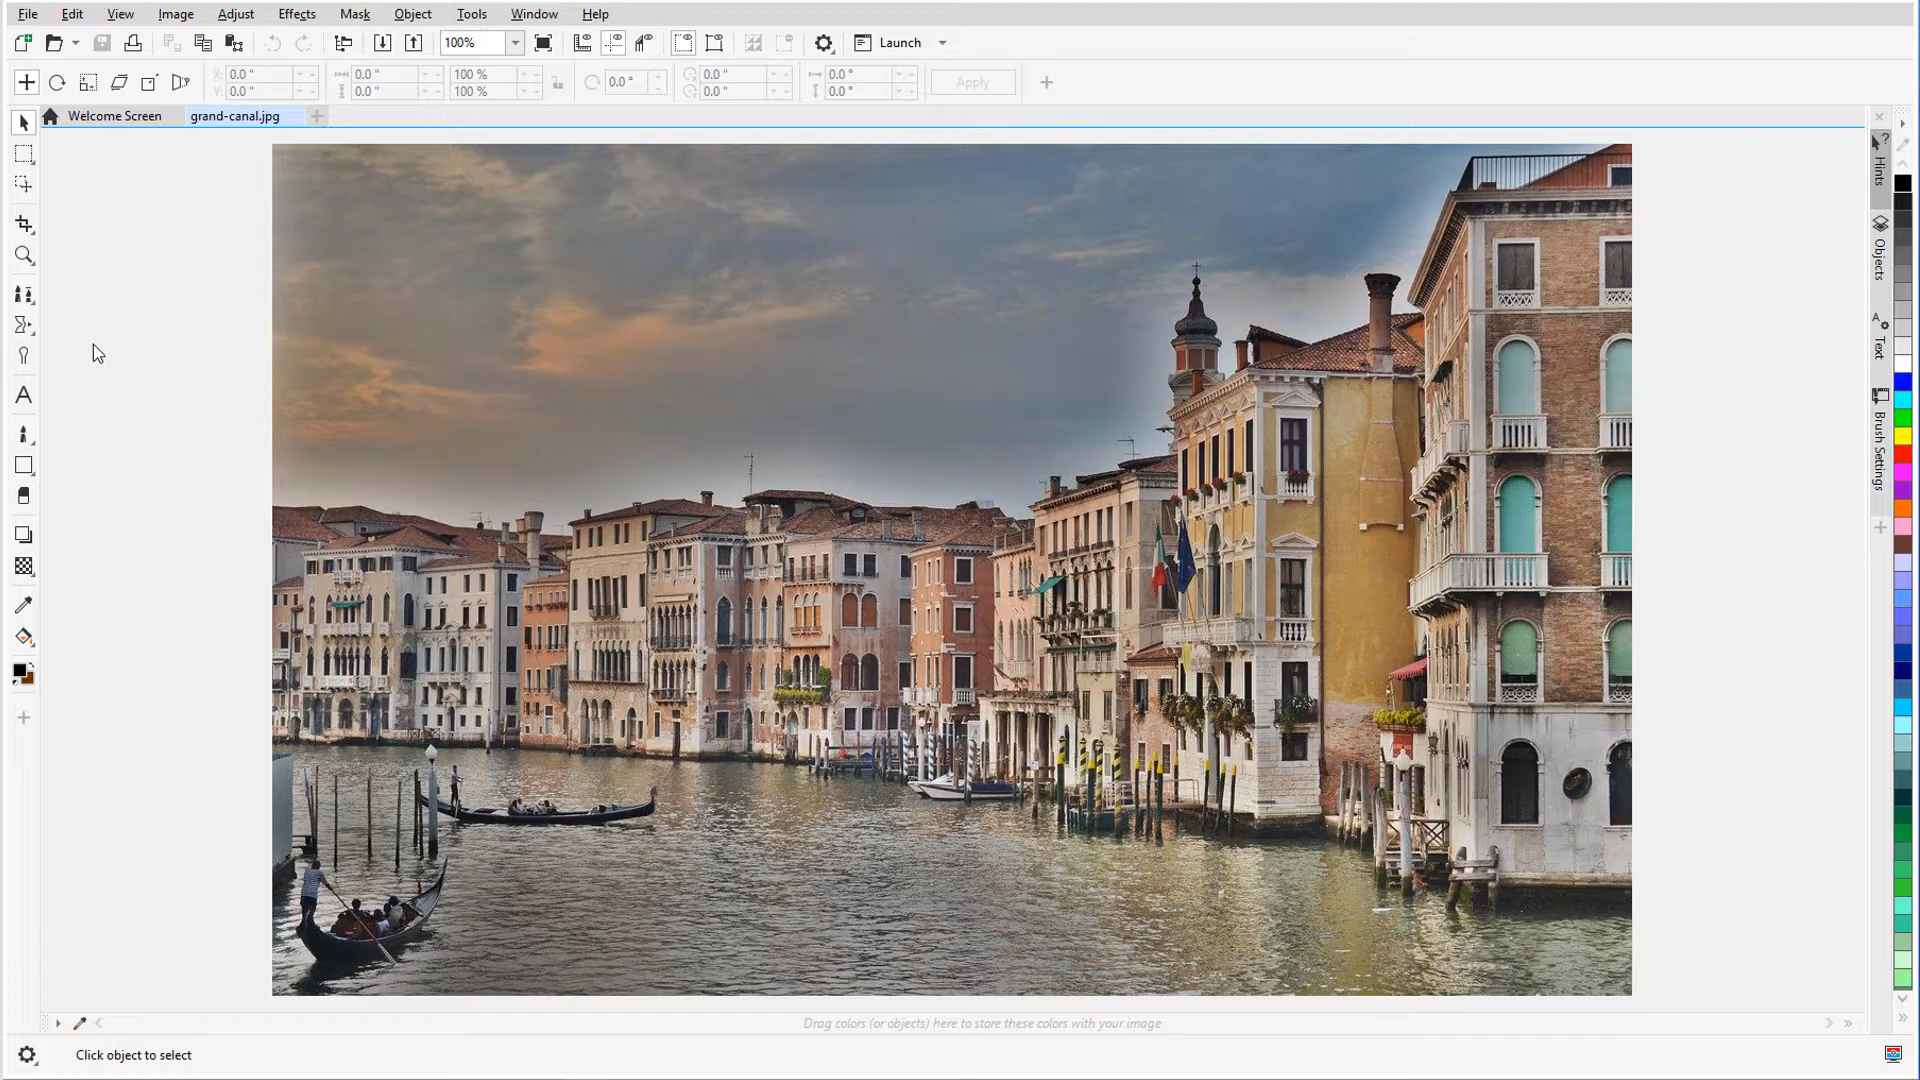 File Edit View Image Adjust Effects Mask Object Tools Window Help
100% Launch
X: 0.0 " 0.0 " 100 % 0.0 ° 0.0 " 0.0 ° Apply
Y: 0.0 " 0.0 " 100 % 0.0 " 0.0 °
Welcome Screen grand-canal.jpg
Hints
Objects
Text
Brush Settings
Drag colors (or objects) here to store these colors with your image
Click object to select